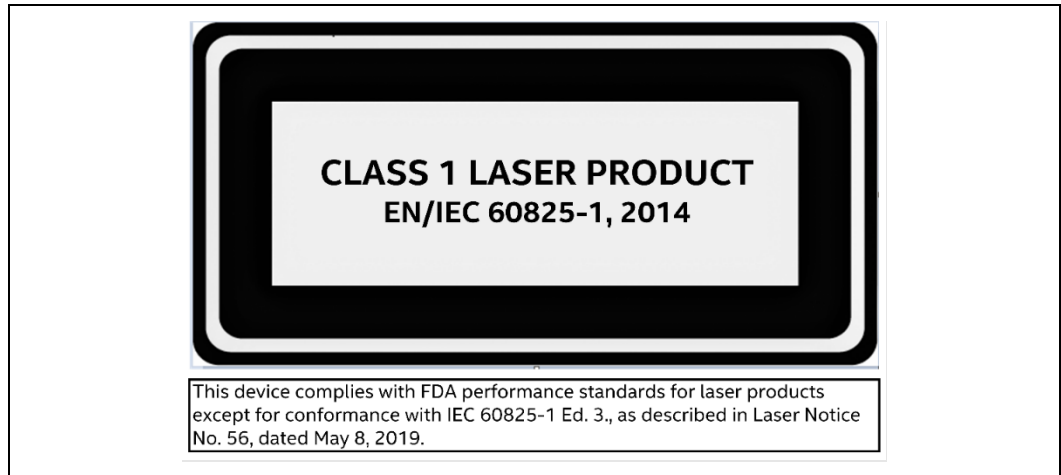 CLASS 1 LASER PRODUCT
EN/IEC 60825-1, 2014
This device complies with FDA performance standards for laser products
except for conformance with IEC 60825-1 Ed. 3., as described in Laser Notice
No. 56, dated May 8, 2019.